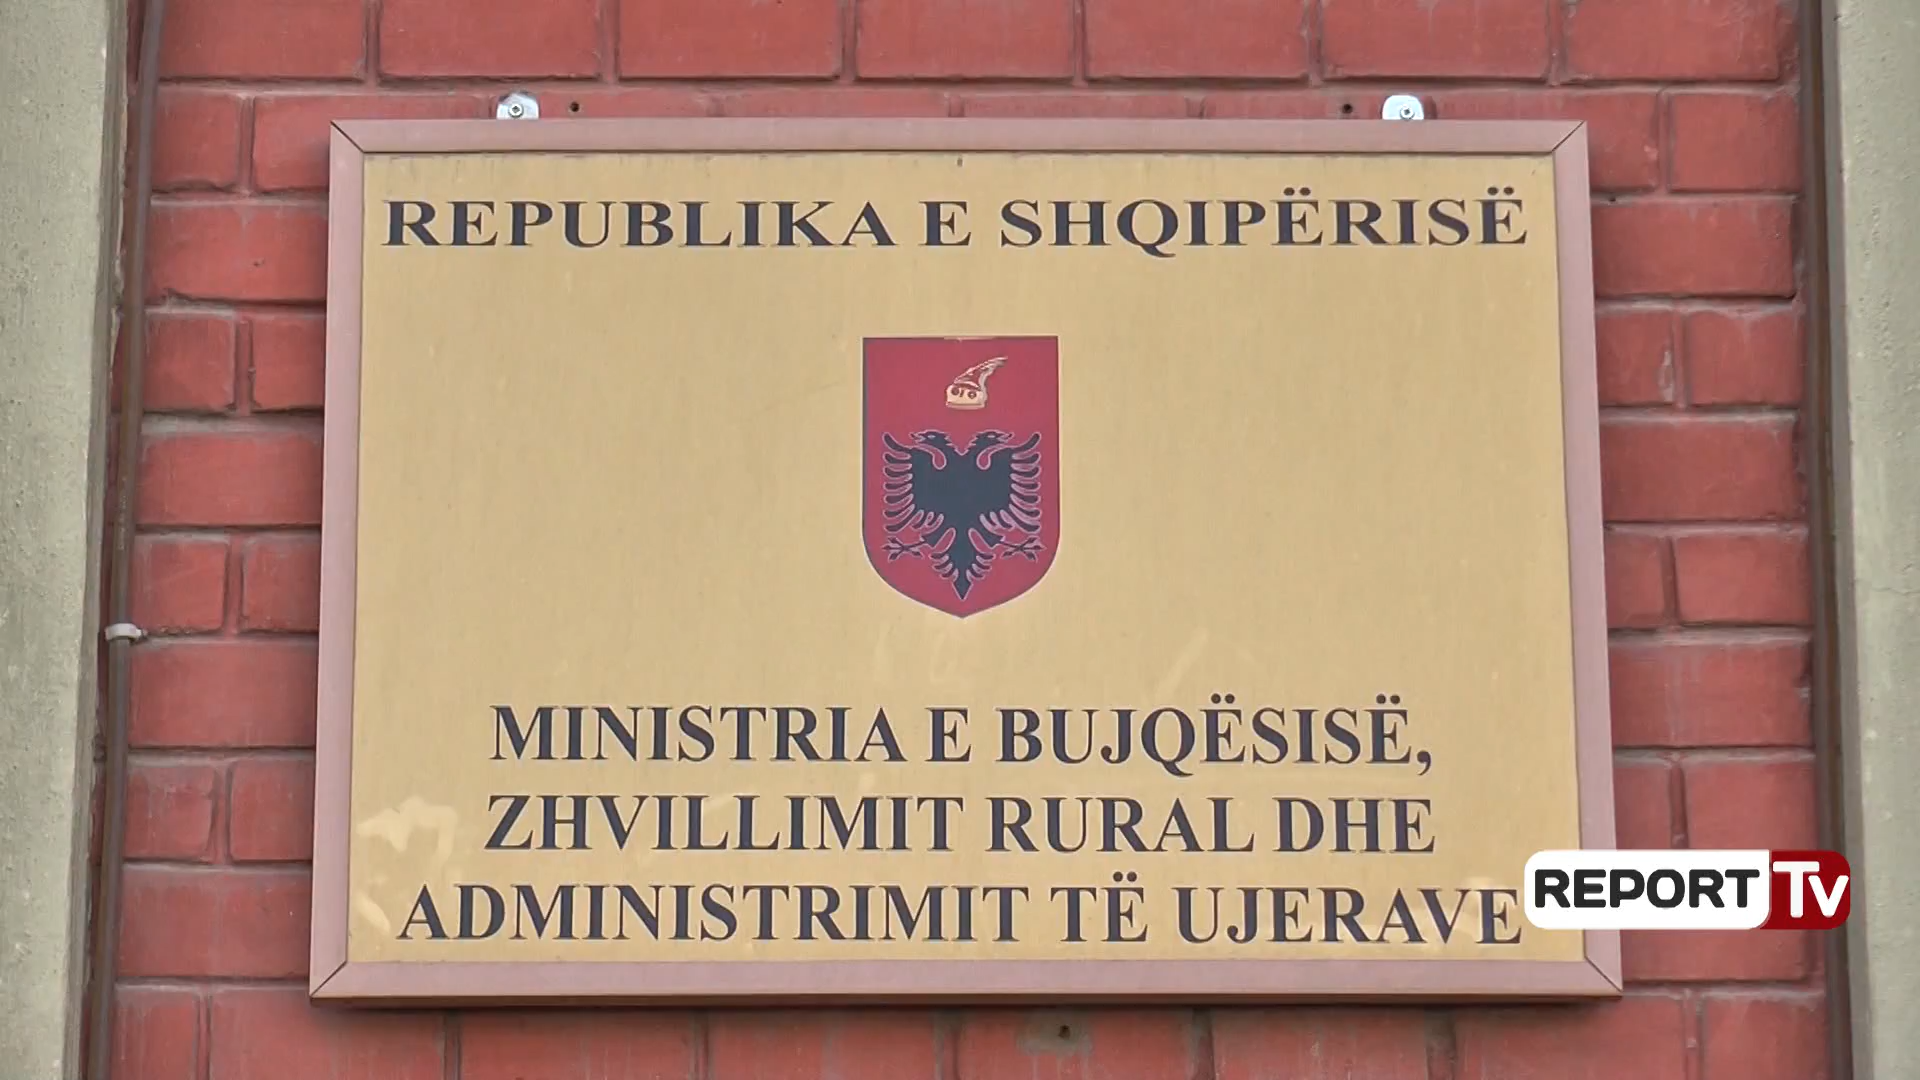 REPUBLIKA E SHQIPËRISË
MINISTRIA E BUJQËSISË,
ZHVILLIMIT RURAL DHE
ADMINISTRIMIT TË UJERAVE
REPORT Tv